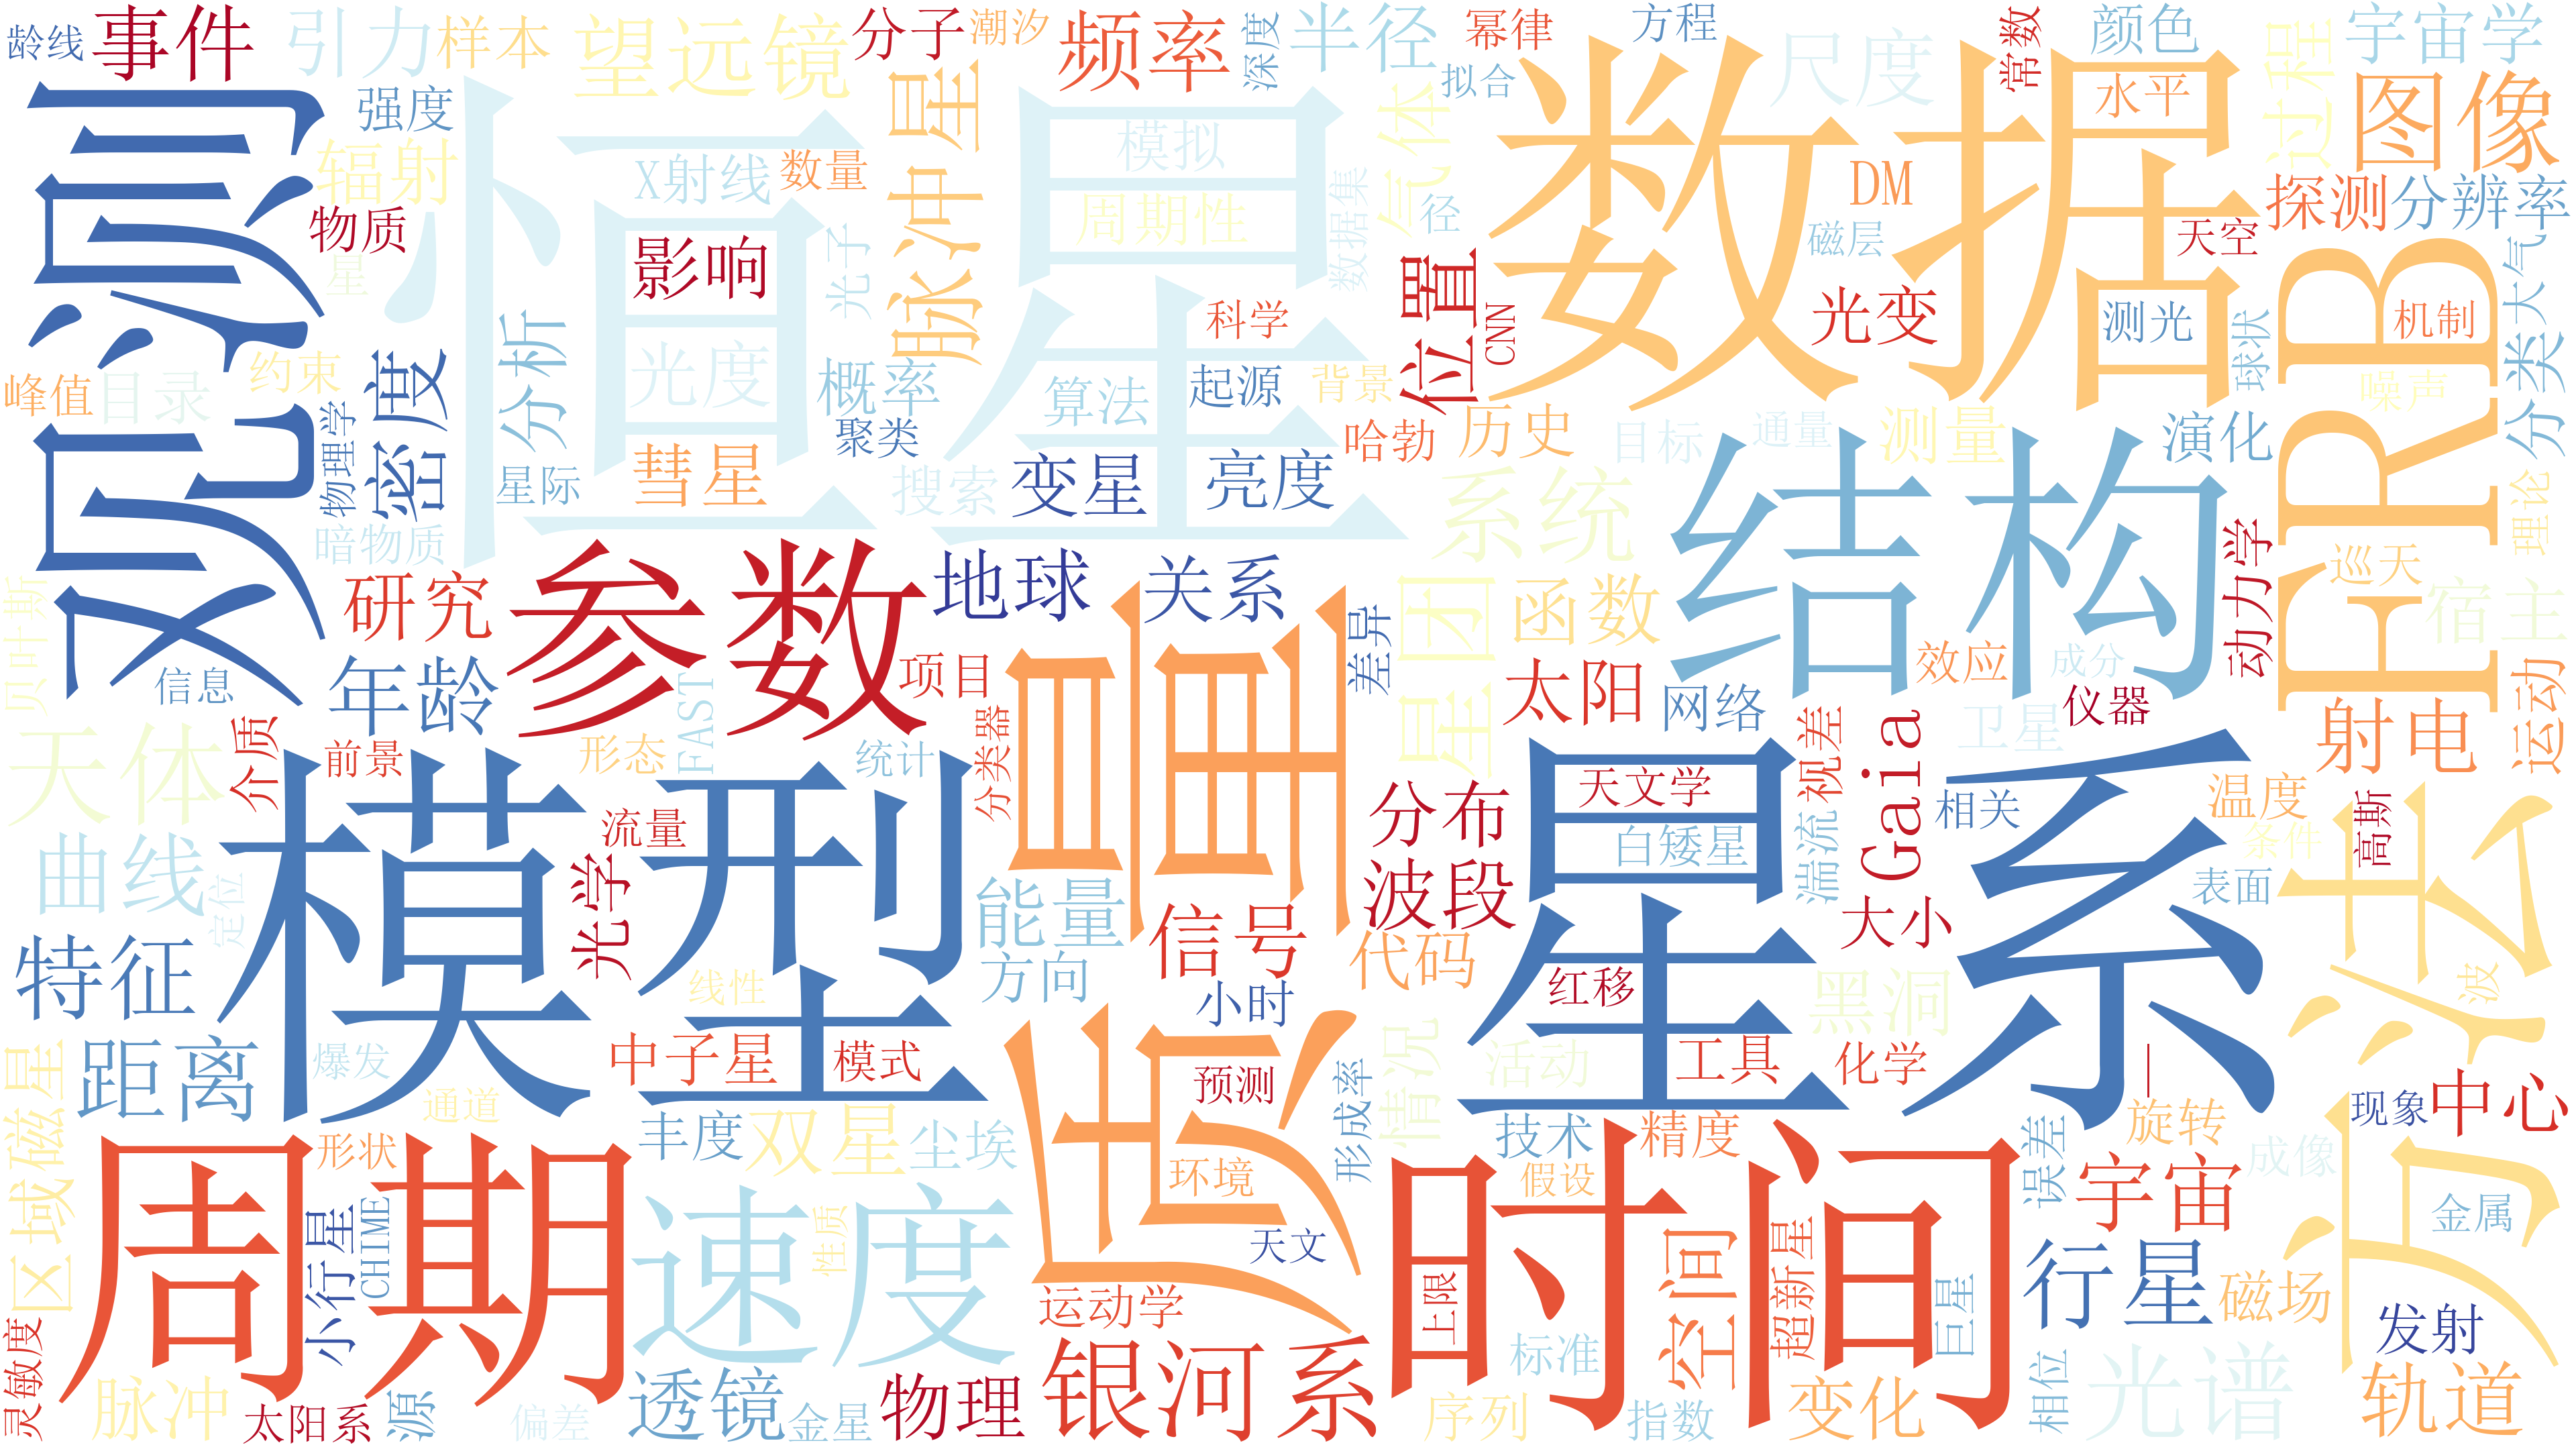 龄线
事件
引力
样本
望远镜
分子
潮汐
频率
深度
半径
幂律
方程
尺度
常数
颜色
水平
过程
宇宙学
图像
观测
强度
辐射
恒星
X射线
数量
脉冲星
模拟
周期性
数据集
气体
拟合
径
数据
DM
磁层
探测
分辨率
天空
物质
星
影响
光子
光度
位置
科学
CNN
光变
测光
FRB
机制
球状
大气
分类
噪声
峰值
目录
约束
物理学
密度
分析
概率
算法
起源
背景
聚类
哈勃
历史
目标
通量
测量
演化
暗物质
星际
彗星
搜索
变星
亮度
系统
结构
理论
贝叶斯
信息
研究
年龄
参数
地球
关系
差异
星团
函数
太阳
网络
效应
成分
仪器
动力学
巡天
宿主
项目
FAST
质量
天体
介质
前景
形态
统计
分类器
视差
Gaia
卫星
射电
运动
曲线
定位
模型
流量
光学
能量
信号
分布
波段
星系
天文学
白矮星
湍流
相关
温度
条件
高斯
表面
方法
特征
线性
方向
小时
代码
红移
大小
黑洞
波
距离
爆发
通道
中子星
模式
预测
形成率
情况
活动
工具
化学
一
现象
中心
磁星
区域
形状
丰度
双星
尘埃
环境
技术
精度
假设
误差
旋转
成像
宇宙
金属
周期
小行星
CHIME
速度
性质
天文
时间
上限
空间
超新星
巨星
行星
磁场
发射
灵敏度
脉冲
太阳系
源
偏差
透镜
金星
物理
运动学
银河系
标准
序列
指数
变化
相位
光谱
轨道